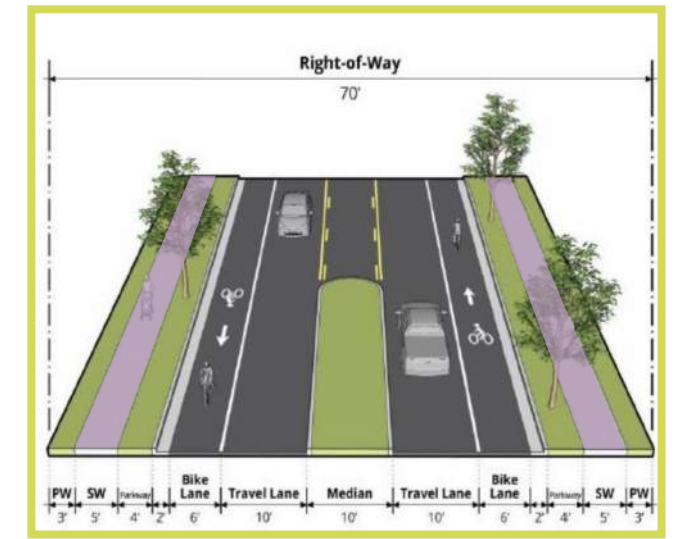 Right-of-Way
70'
PW SW Parkway Bike Lane Travel Lane Median Travel Lane Bike Lane Parkway SW PW
3' 5' 4' 2' 6' 10' 10' 10' 6' 2' 4' 5' 3'